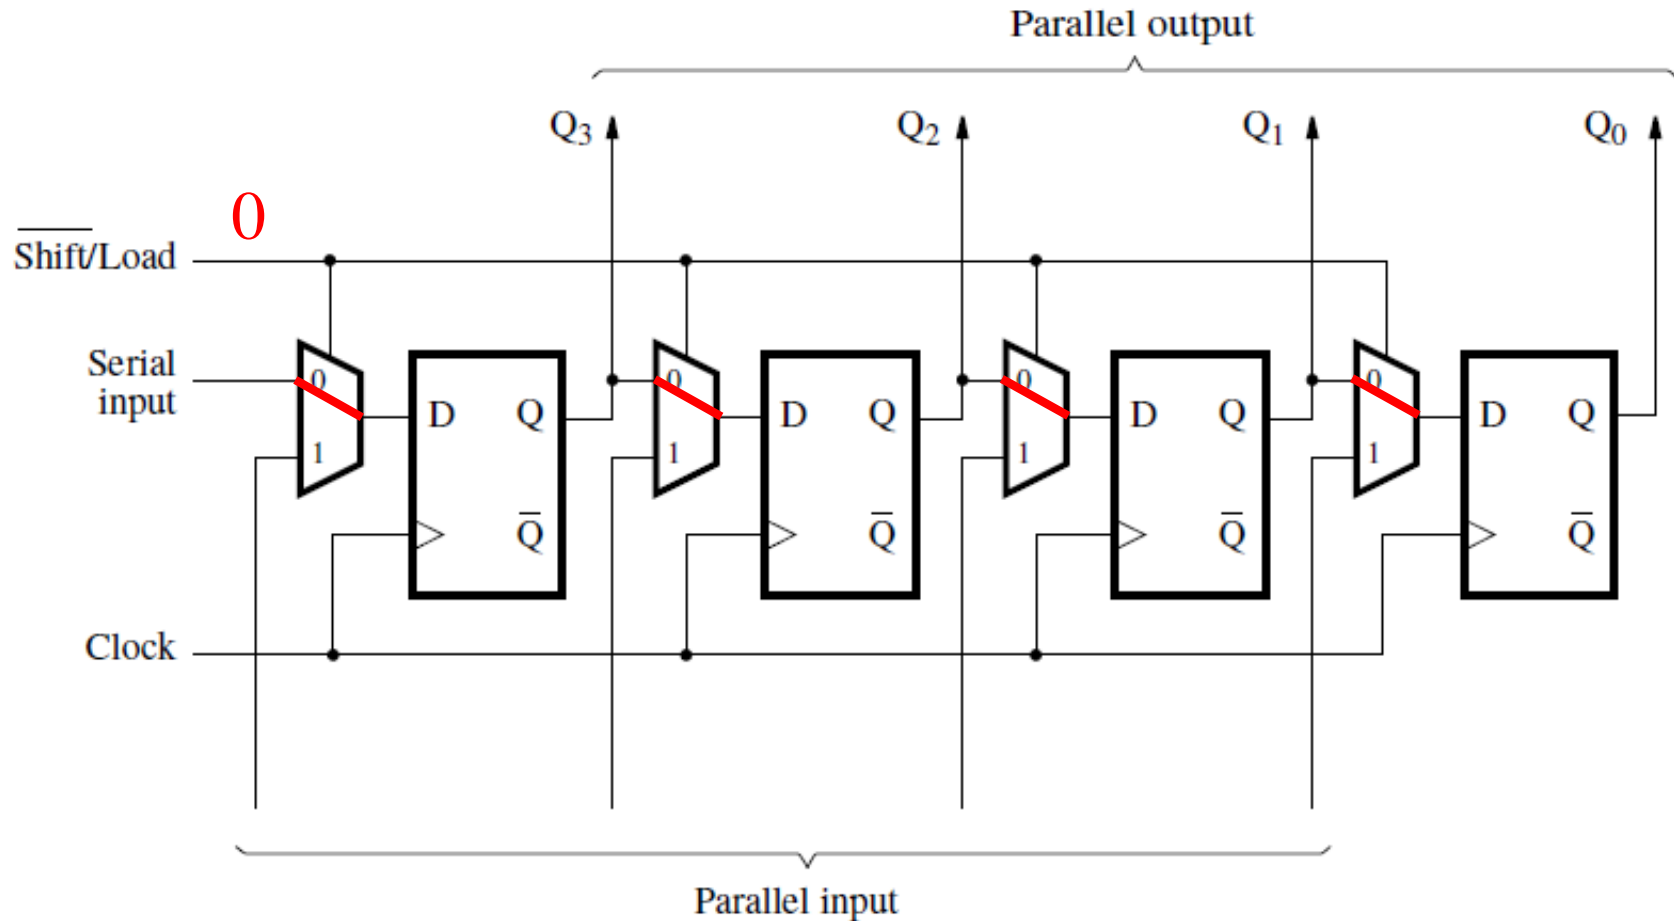 Parallel output
Q₃ Q₂ Q₁ Q₀
0
S̅h̅i̅f̅t̅/Load
Serial
input
0 0 0 0
D Q D Q D Q D Q
1 1 1 1
Q̅ Q̅ Q̅ Q̅
Clock
Parallel input